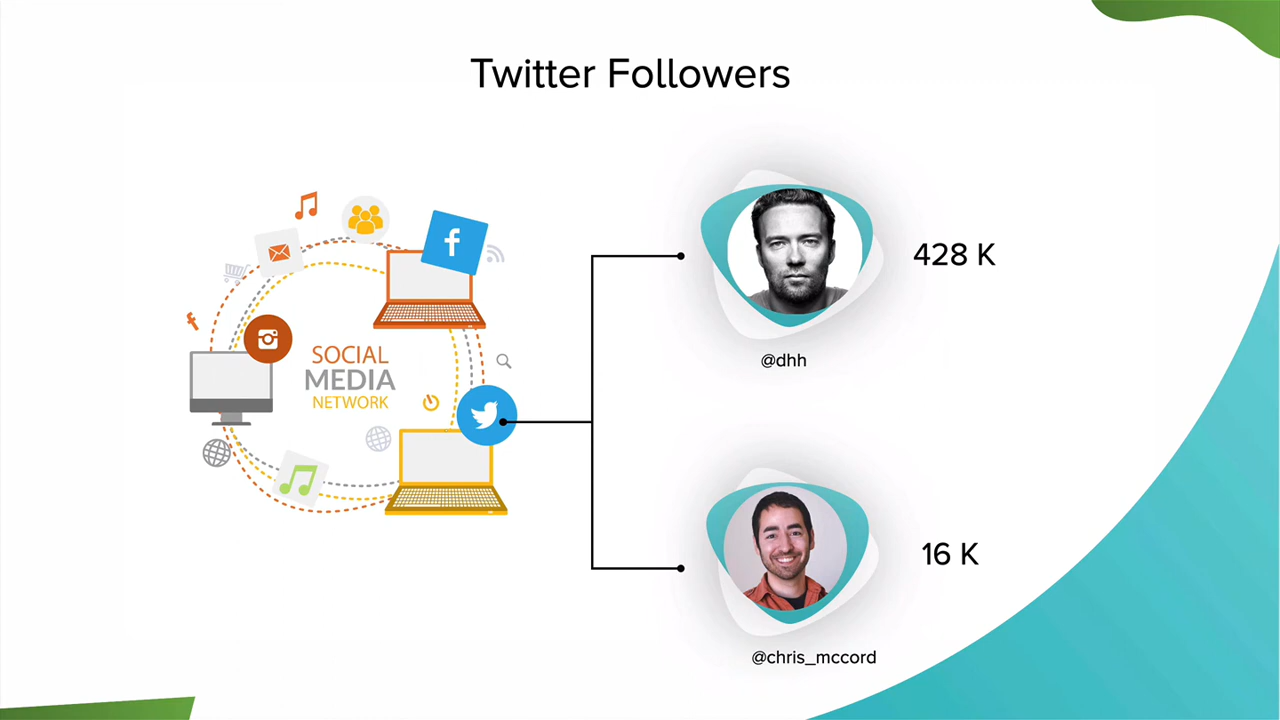 Twitter Followers
SOCIAL
MEDIA
NETWORK
428 K
@dhh
16 K
@chris_mccord